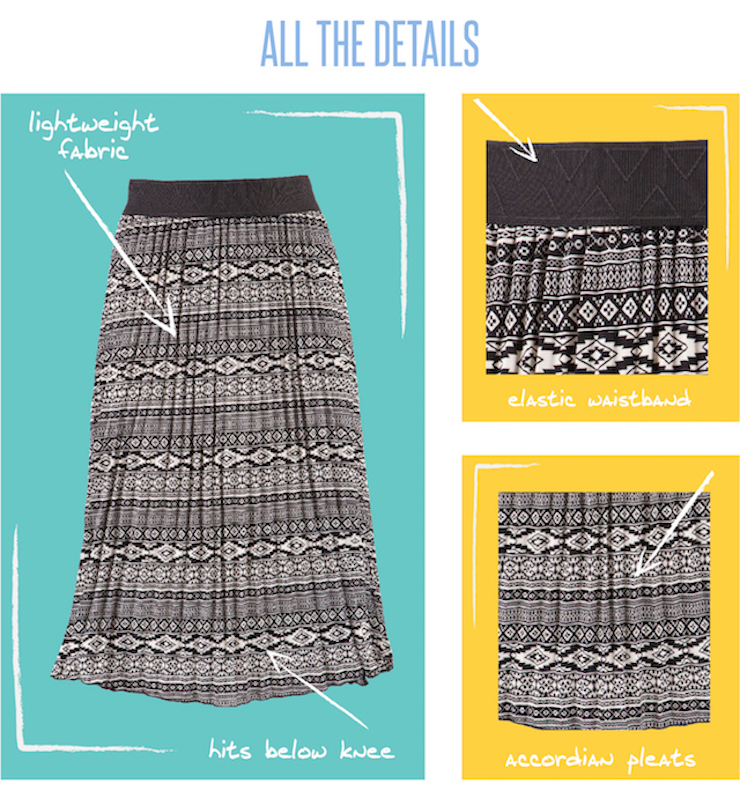 ALL THE DETAILS
lightweight
fabric
hits below knee
elastic waistband
accordian pleats